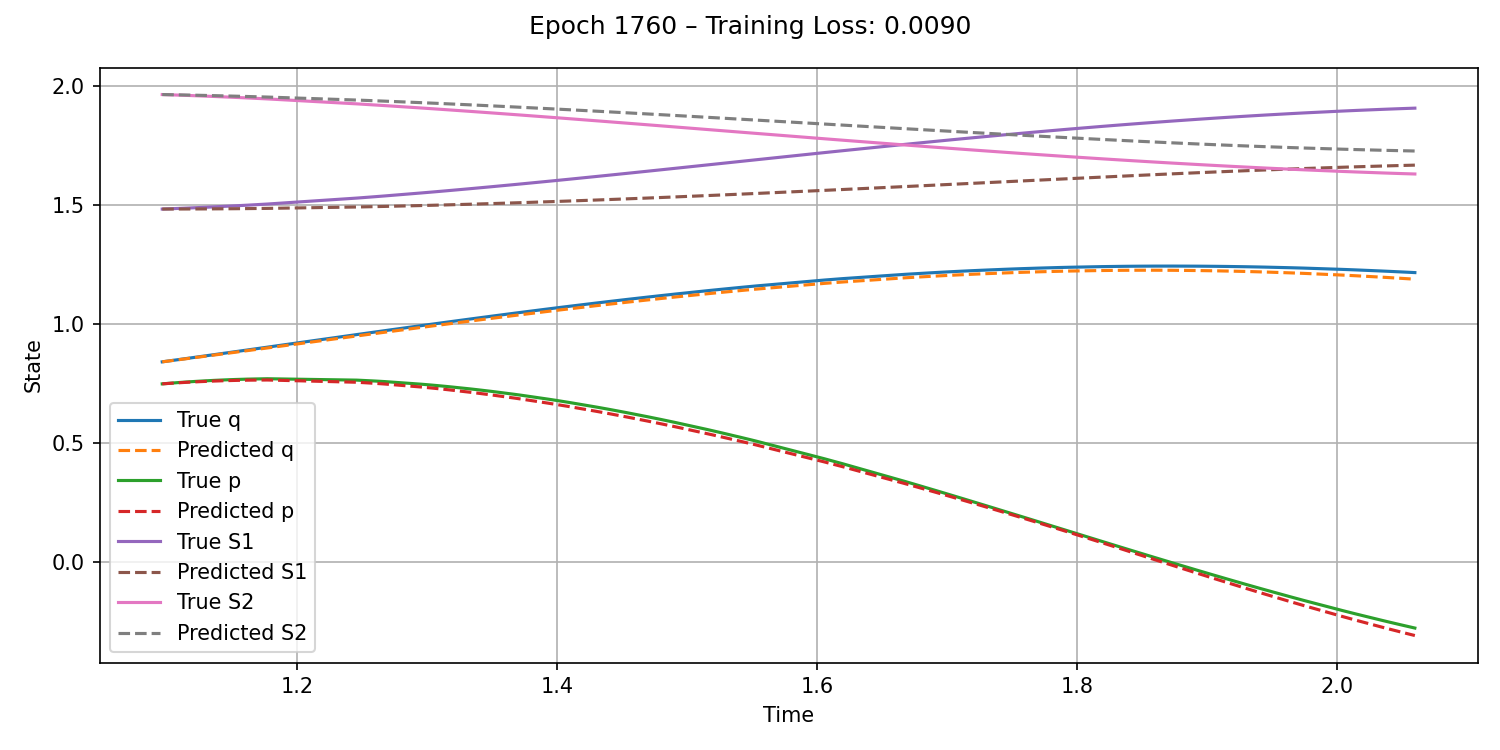 Epoch 1760 – Training Loss: 0.0090
2.0
1.5
1.0
0.5
0.0
State
True q
Predicted q
True p
Predicted p
True S1
Predicted S1
True S2
Predicted S2
1.2 1.4 1.6 1.8 2.0
Time